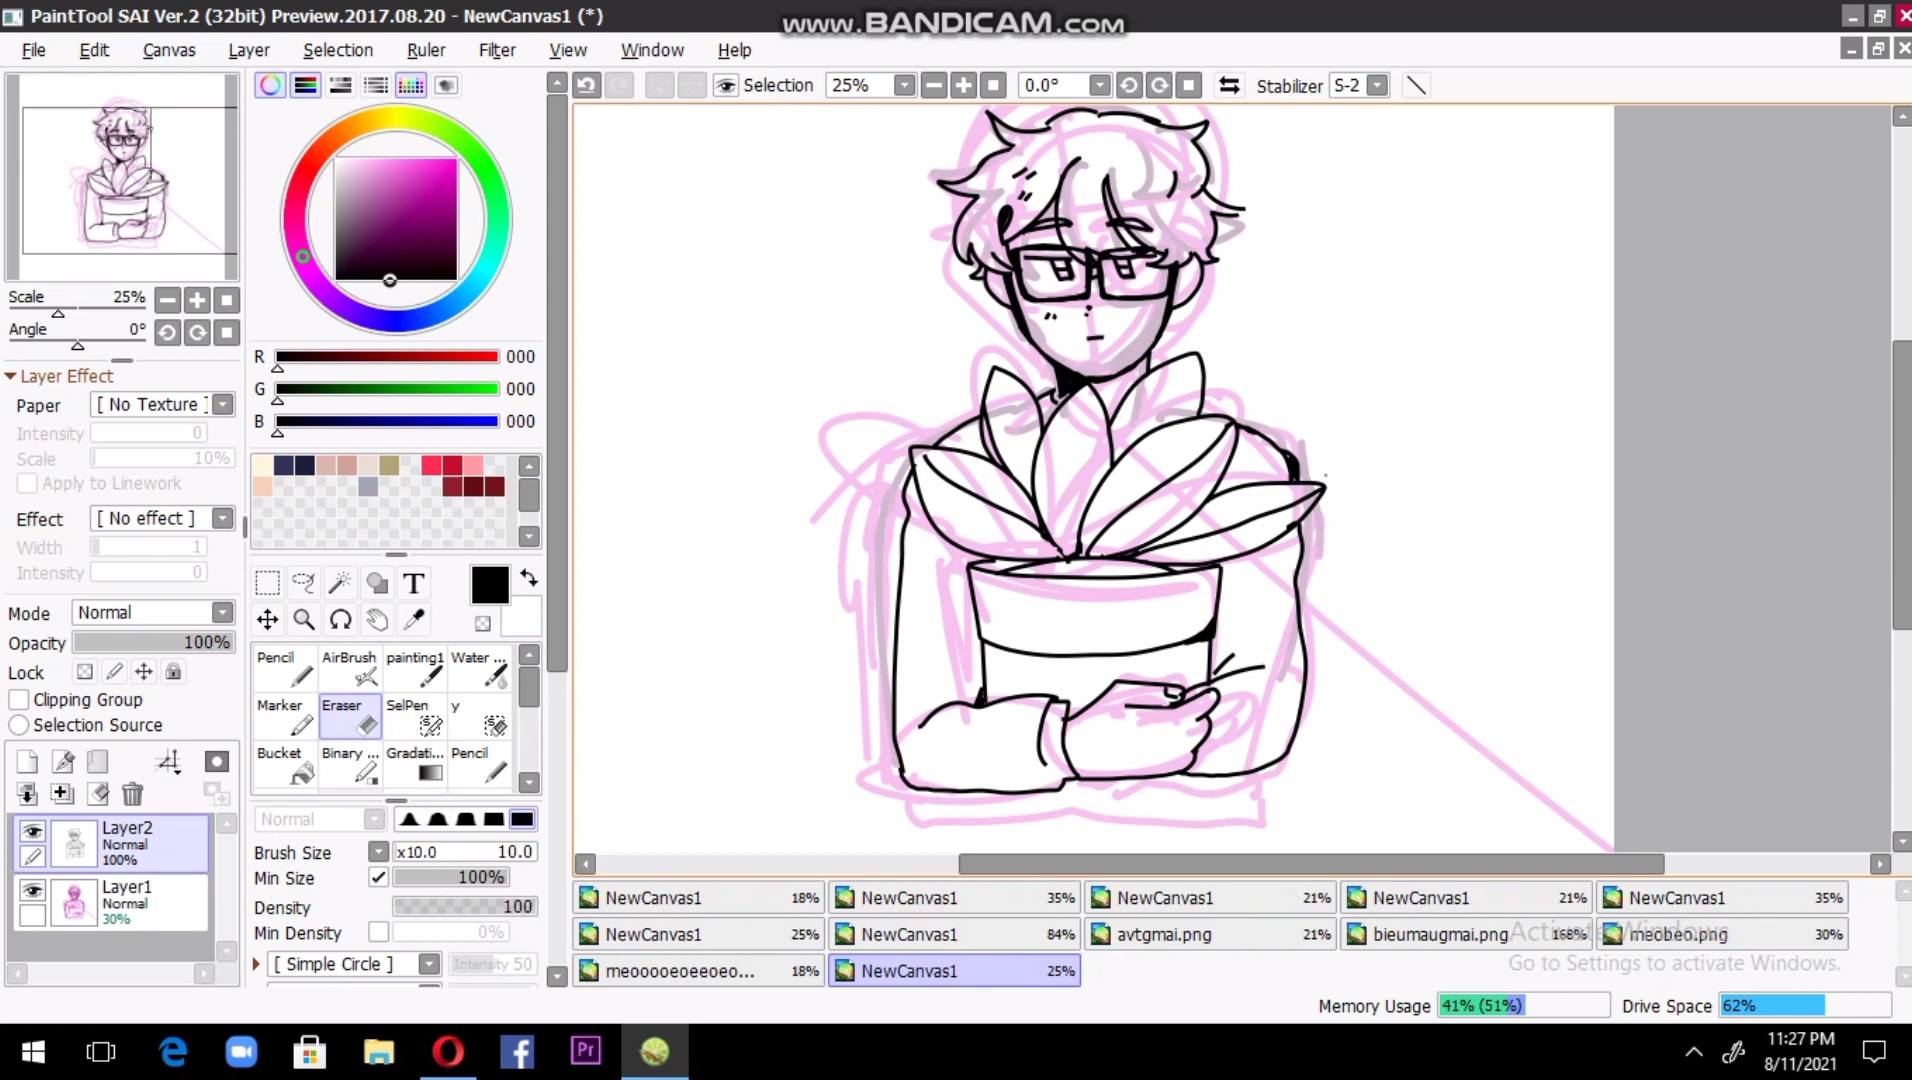 PaintTool SAI Ver.2 (32bit) Preview.2017.08.20 - NewCanvas1 (*)
www.BANDICAM.com
File Edit Canvas Layer Selection Ruler Filter View Window Help
Selection 25% 0.0° Stabilizer S-2
Scale 25%
Angle 0°
Layer Effect
Paper [ No Texture ]
Intensity 0
Scale 10%
Apply to Linework
Effect [ No effect ]
Width 1
Intensity 0
Mode Normal
Opacity 100%
Lock
Clipping Group
Selection Source
Layer2
Normal
100%
Layer1
Normal
30%
R 000
G 000
B 000
T
Pencil AirBrush painting1 Water ...
Marker Eraser SelPen y
Bucket Binary ... Gradati... Pencil
Normal
Brush Size x10.0 10.0
Min Size 100%
Density 100
Min Density 0%
[ Simple Circle ] Intensity 50
NewCanvas1 18% NewCanvas1 35% NewCanvas1 21% NewCanvas1 21% NewCanvas1 35%
NewCanvas1 25% NewCanvas1 84% avtgmai.png 21% bieumaugmai.png 168% meobeo.png 30%
meooooeoeeoeo... 18% NewCanvas1 25%
Activate Windows
Go to Settings to activate Windows.
Memory Usage 41% (51%) Drive Space 62%
Pr
11:27 PM
8/11/2021